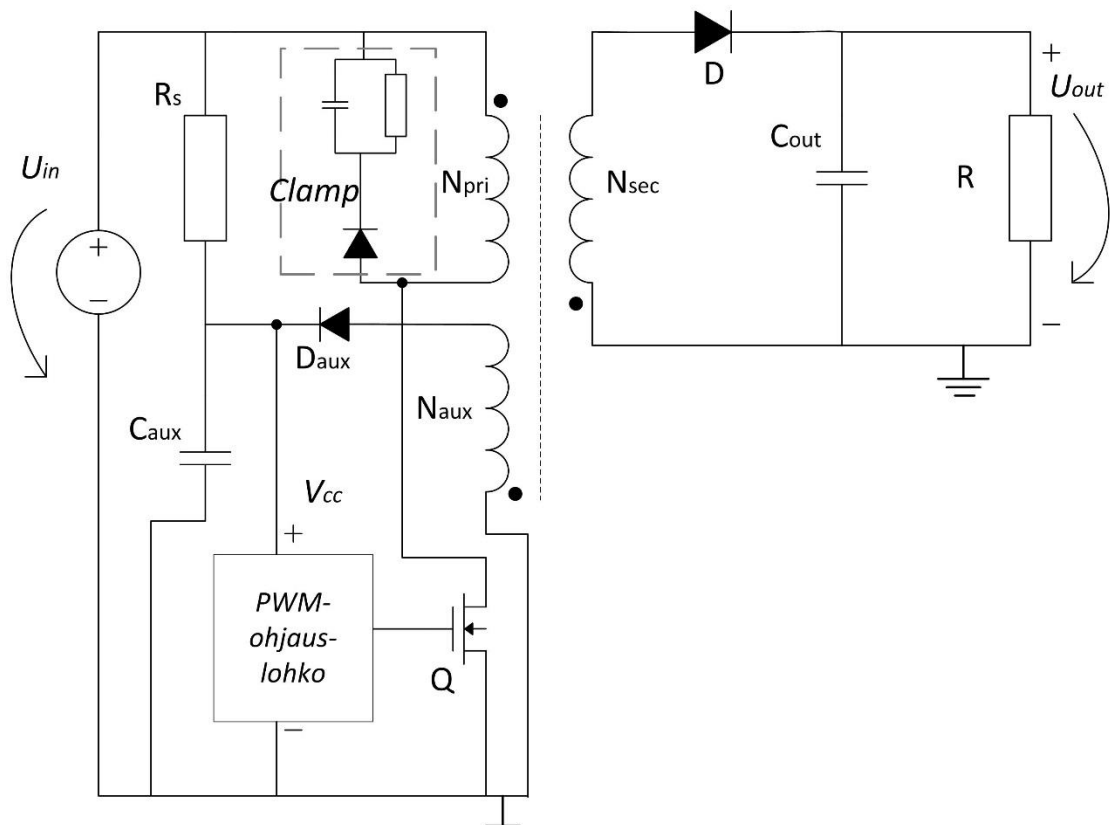 Rs
D
+
Uout
Uin
Clamp
Npri
Nsec
Cout
R
+
−
−
Daux
Naux
Caux
Vcc
+
PWM-
ohjaus-
lohko
Q
−